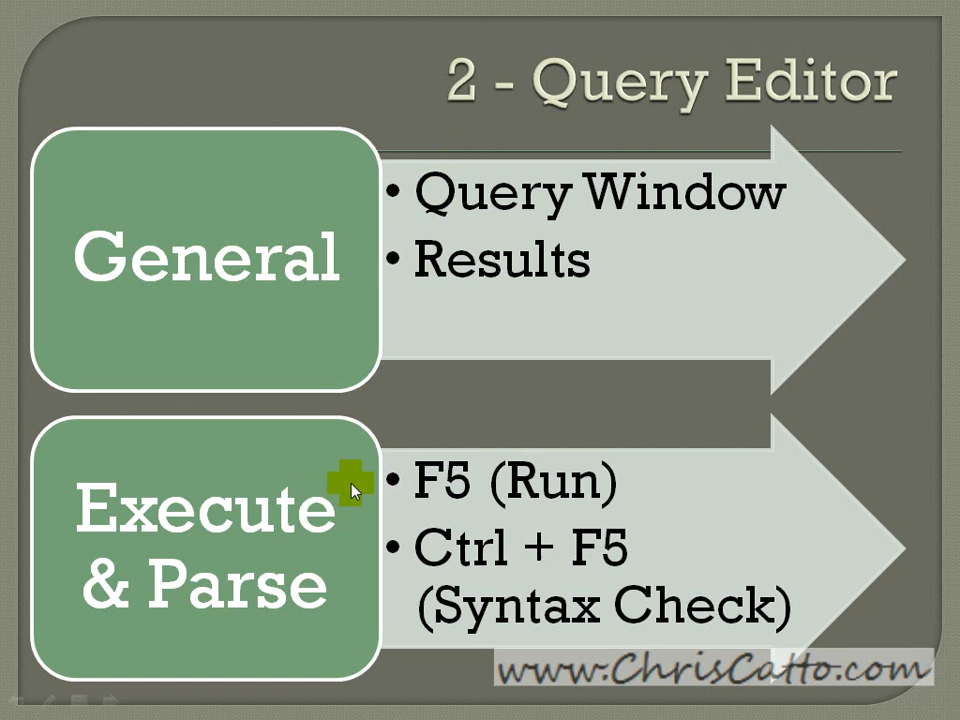 2 - Query Editor
General
• Query Window
• Results
Execute
& Parse
• F5 (Run)
• Ctrl + F5
(Syntax Check)
www.ChrisCatto.com